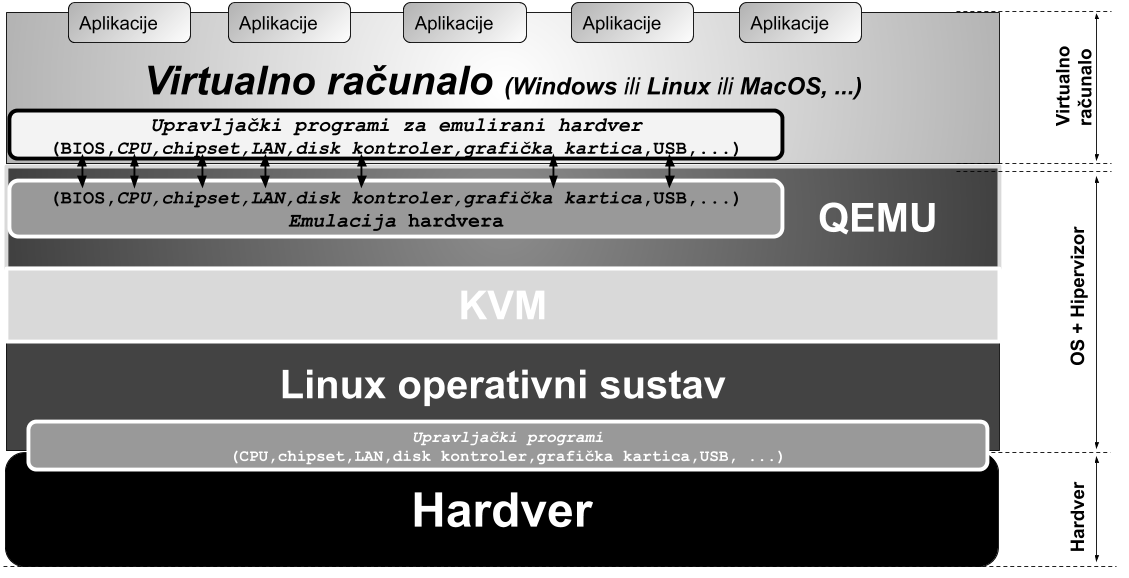 Aplikacije
Aplikacije
Aplikacije
Aplikacije
Aplikacije
Virtualno računalo (Windows ili Linux ili MacOS, ...)
Upravljački programi za emulirani hardver
(BIOS,CPU,chipset,LAN,disk kontroler,grafička kartica,USB,...)
(BIOS,CPU,chipset,LAN,disk kontroler,grafička kartica,USB,...)
Emulacija hardvera
QEMU
KVM
Linux operativni sustav
Upravljački programi
(CPU,chipset,LAN,disk kontroler,grafička kartica,USB, ...)
Hardver
Virtualno
računalo
OS + Hipervizor
Hardver